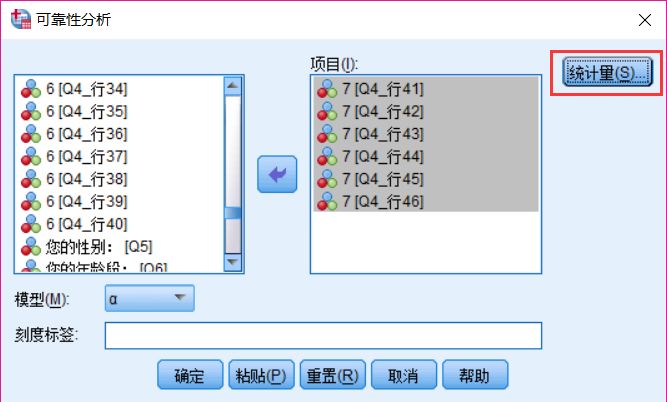 可靠性分析
项目(I):
统计量(S)...
6 [Q4_行34]
6 [Q4_行35]
6 [Q4_行36]
6 [Q4_行37]
6 [Q4_行38]
6 [Q4_行39]
6 [Q4_行40]
您的性别： [Q5]
您的年龄段： [Q6]
7 [Q4_行41]
7 [Q4_行42]
7 [Q4_行43]
7 [Q4_行44]
7 [Q4_行45]
7 [Q4_行46]
模型(M): α
刻度标签:
确定 粘贴(P) 重置(R) 取消 帮助